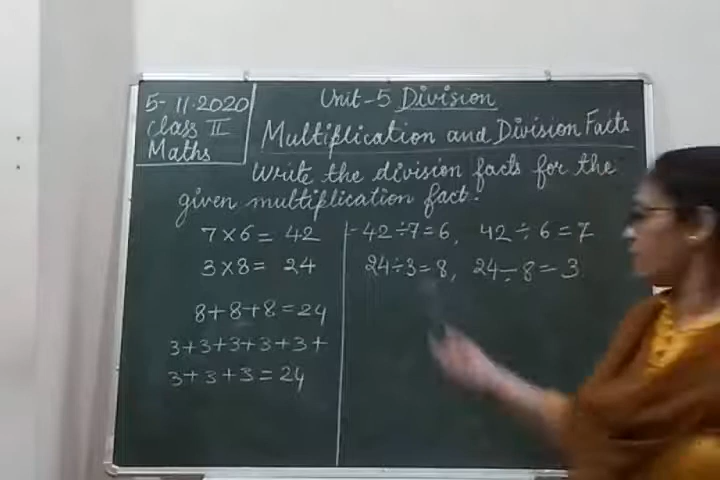 5-11.2020
Class II
Maths
Unit-5 Division
Multiplication and Division Facts
Write the division facts for the
given multiplication fact.
7×6= 42
42÷7=6, 42÷6=7
3×8= 24
24÷3=8, 24÷8=3
8+8+8=24
3+3+3+3+3+
3+3+3=24